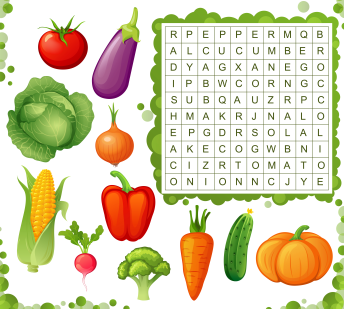 R P E P P E R M Q B
A L C U C U M B E R
D Y A G X A N E G O
I P B W C O R N G C
S U B Q A U Z R P C
H M A K R J N A L O
E P G D R S O L A L
A K E C O G W B N I
C I Z R T O M A T O
O N I O N N C J Y E